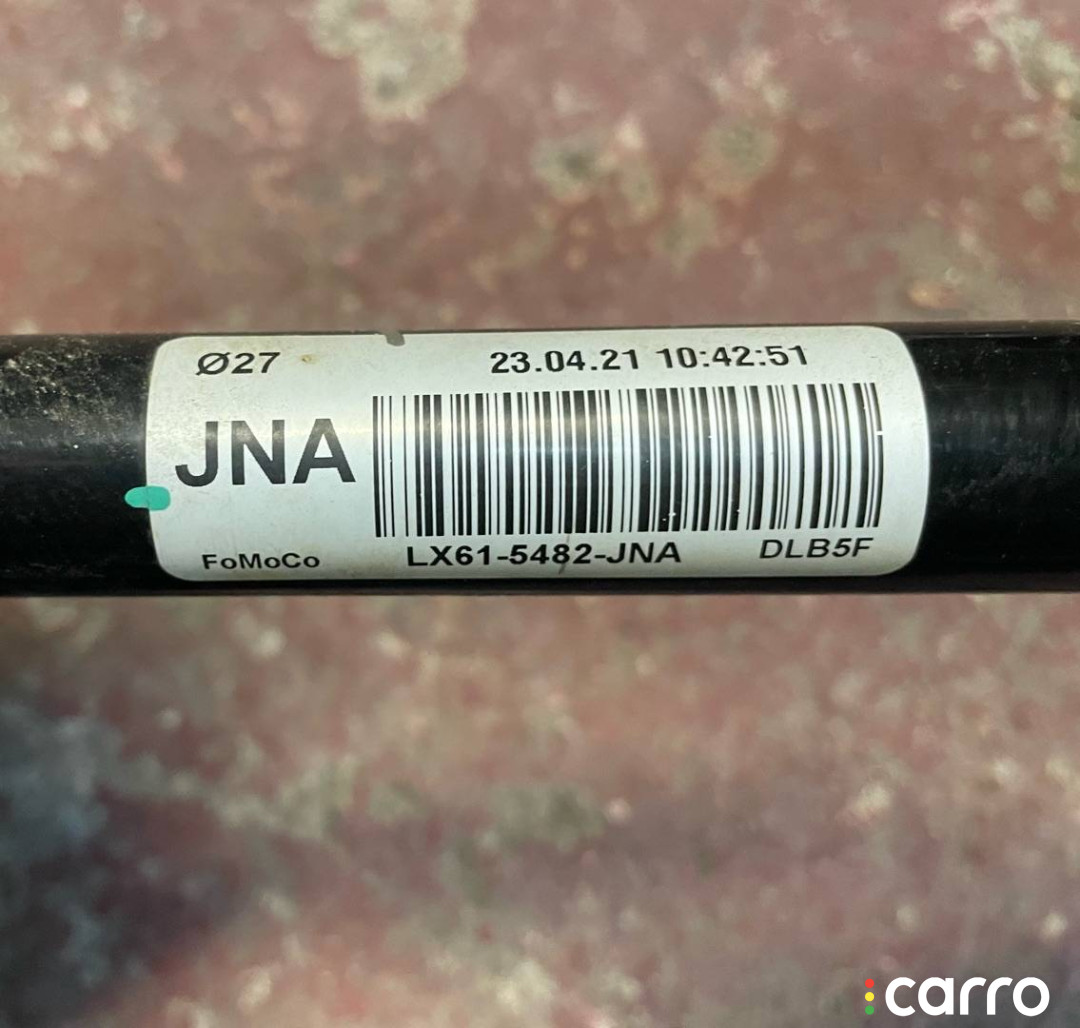 Ø27
23.04.21 10:42:51
JNA
FoMoCo
LX61-5482-JNA
DLB5F
carro